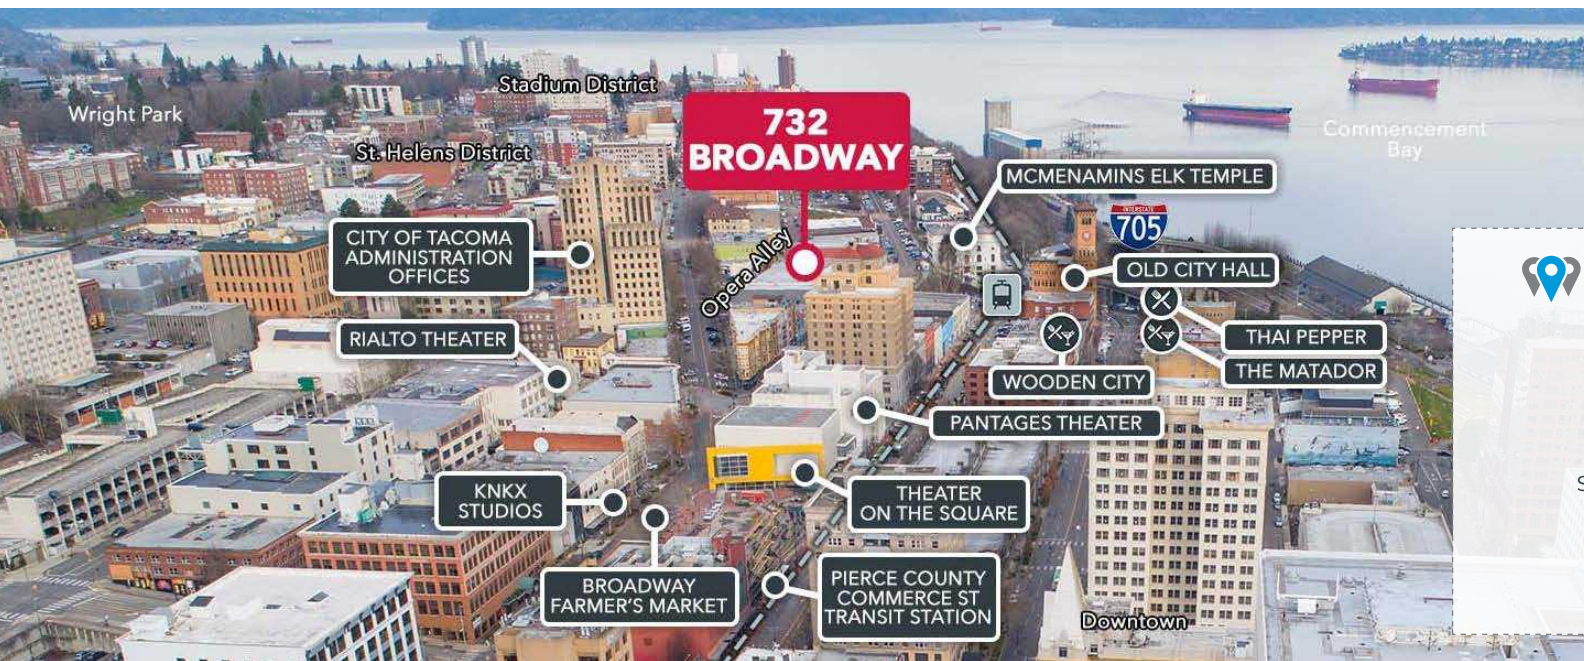 Stadium District
Wright Park
732
BROADWAY
Commencement
Bay
St. Helens District
MCMENAMINS ELK TEMPLE
INTERSTATE
705
CITY OF TACOMA
ADMINISTRATION
OFFICES
Opera Alley
OLD CITY HALL
RIALTO THEATER
THAI PEPPER
THE MATADOR
WOODEN CITY
PANTAGES THEATER
KNKX
STUDIOS
THEATER
ON THE SQUARE
S
BROADWAY
FARMER'S MARKET
PIERCE COUNTY
COMMERCE ST
TRANSIT STATION
Downtown